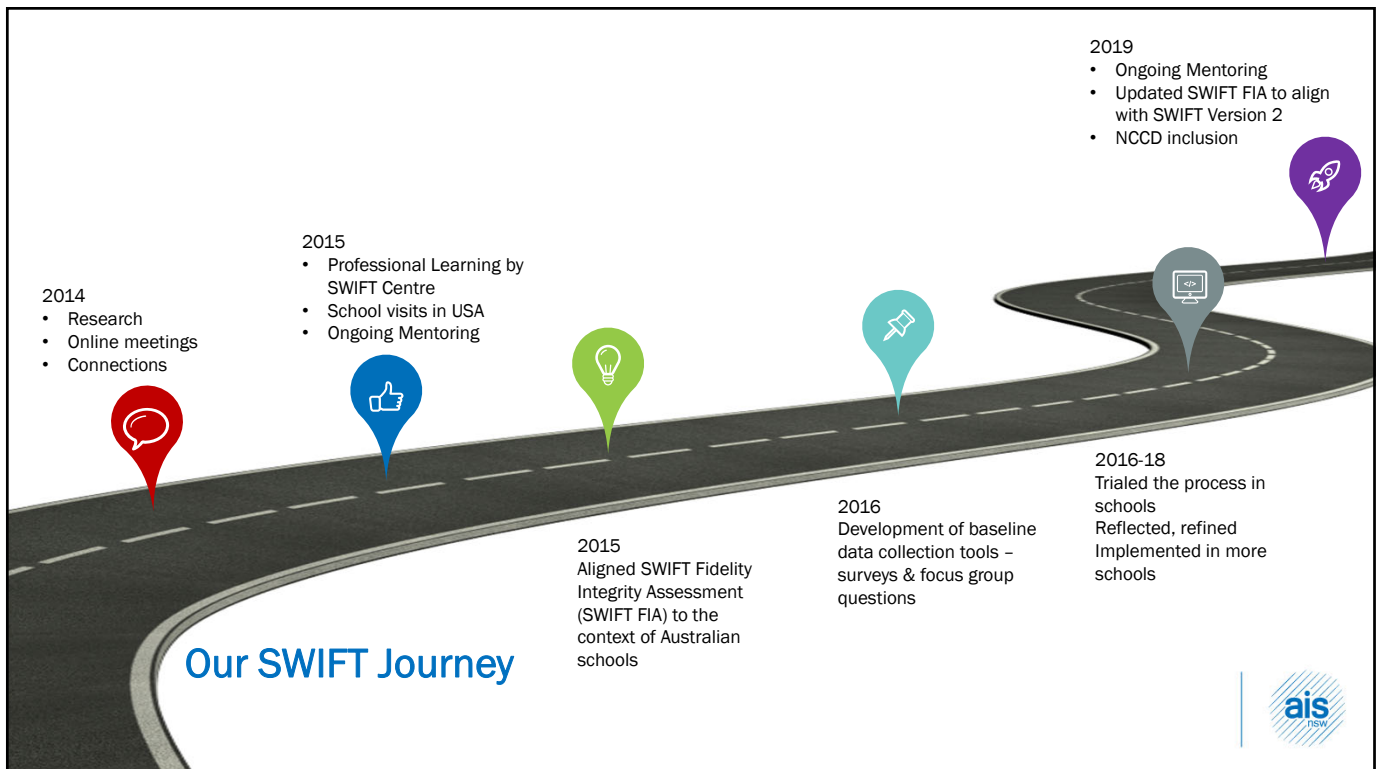 2014
• Research
• Online meetings
• Connections
2015
• Professional Learning by
SWIFT Centre
• School visits in USA
• Ongoing Mentoring
2015
Aligned SWIFT Fidelity
Integrity Assessment
(SWIFT FIA) to the
context of Australian
schools
2016
Development of baseline
data collection tools –
surveys & focus group
questions
2016-18
Trialed the process in
schools
Reflected, refined
Implemented in more
schools
2019
• Ongoing Mentoring
• Updated SWIFT FIA to align
with SWIFT Version 2
• NCCD inclusion
</>
Our SWIFT Journey
ais
nsw